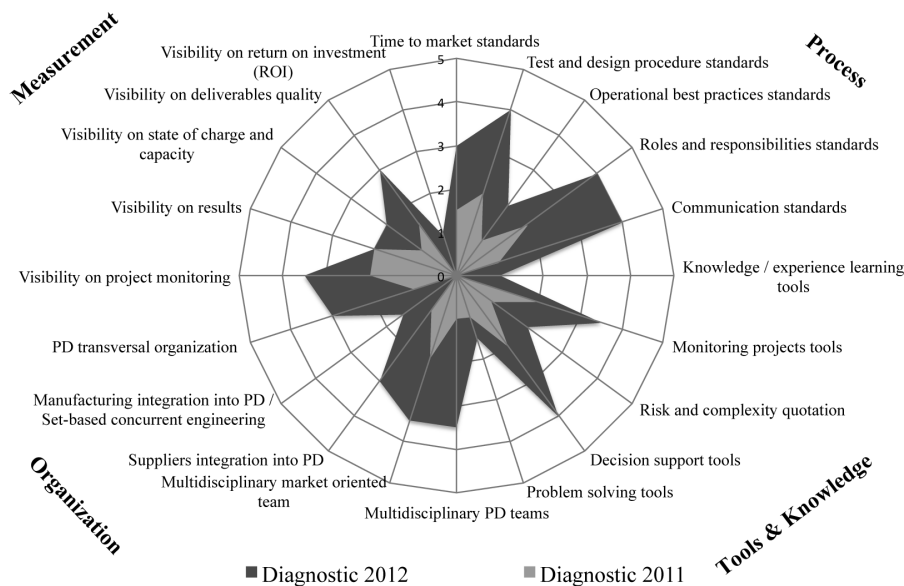 Measurement
Process
Time to market standards
Test and design procedure standards
Operational best practices standards
Roles and responsibilities standards
Communication standards
Knowledge / experience learning
tools
Monitoring projects tools
Risk and complexity quotation
Decision support tools
Problem solving tools
Multidisciplinary PD teams
Multidisciplinary market oriented
team
Suppliers integration into PD
Manufacturing integration into PD /
Set-based concurrent engineering
PD transversal organization
Visibility on project monitoring
Visibility on results
Visibility on state of charge and
capacity
Visibility on deliverables quality
Visibility on return on investment
(ROI)
5
4
3
2
1
0
Organization
Tools & Knowledge
Diagnostic 2012
Diagnostic 2011